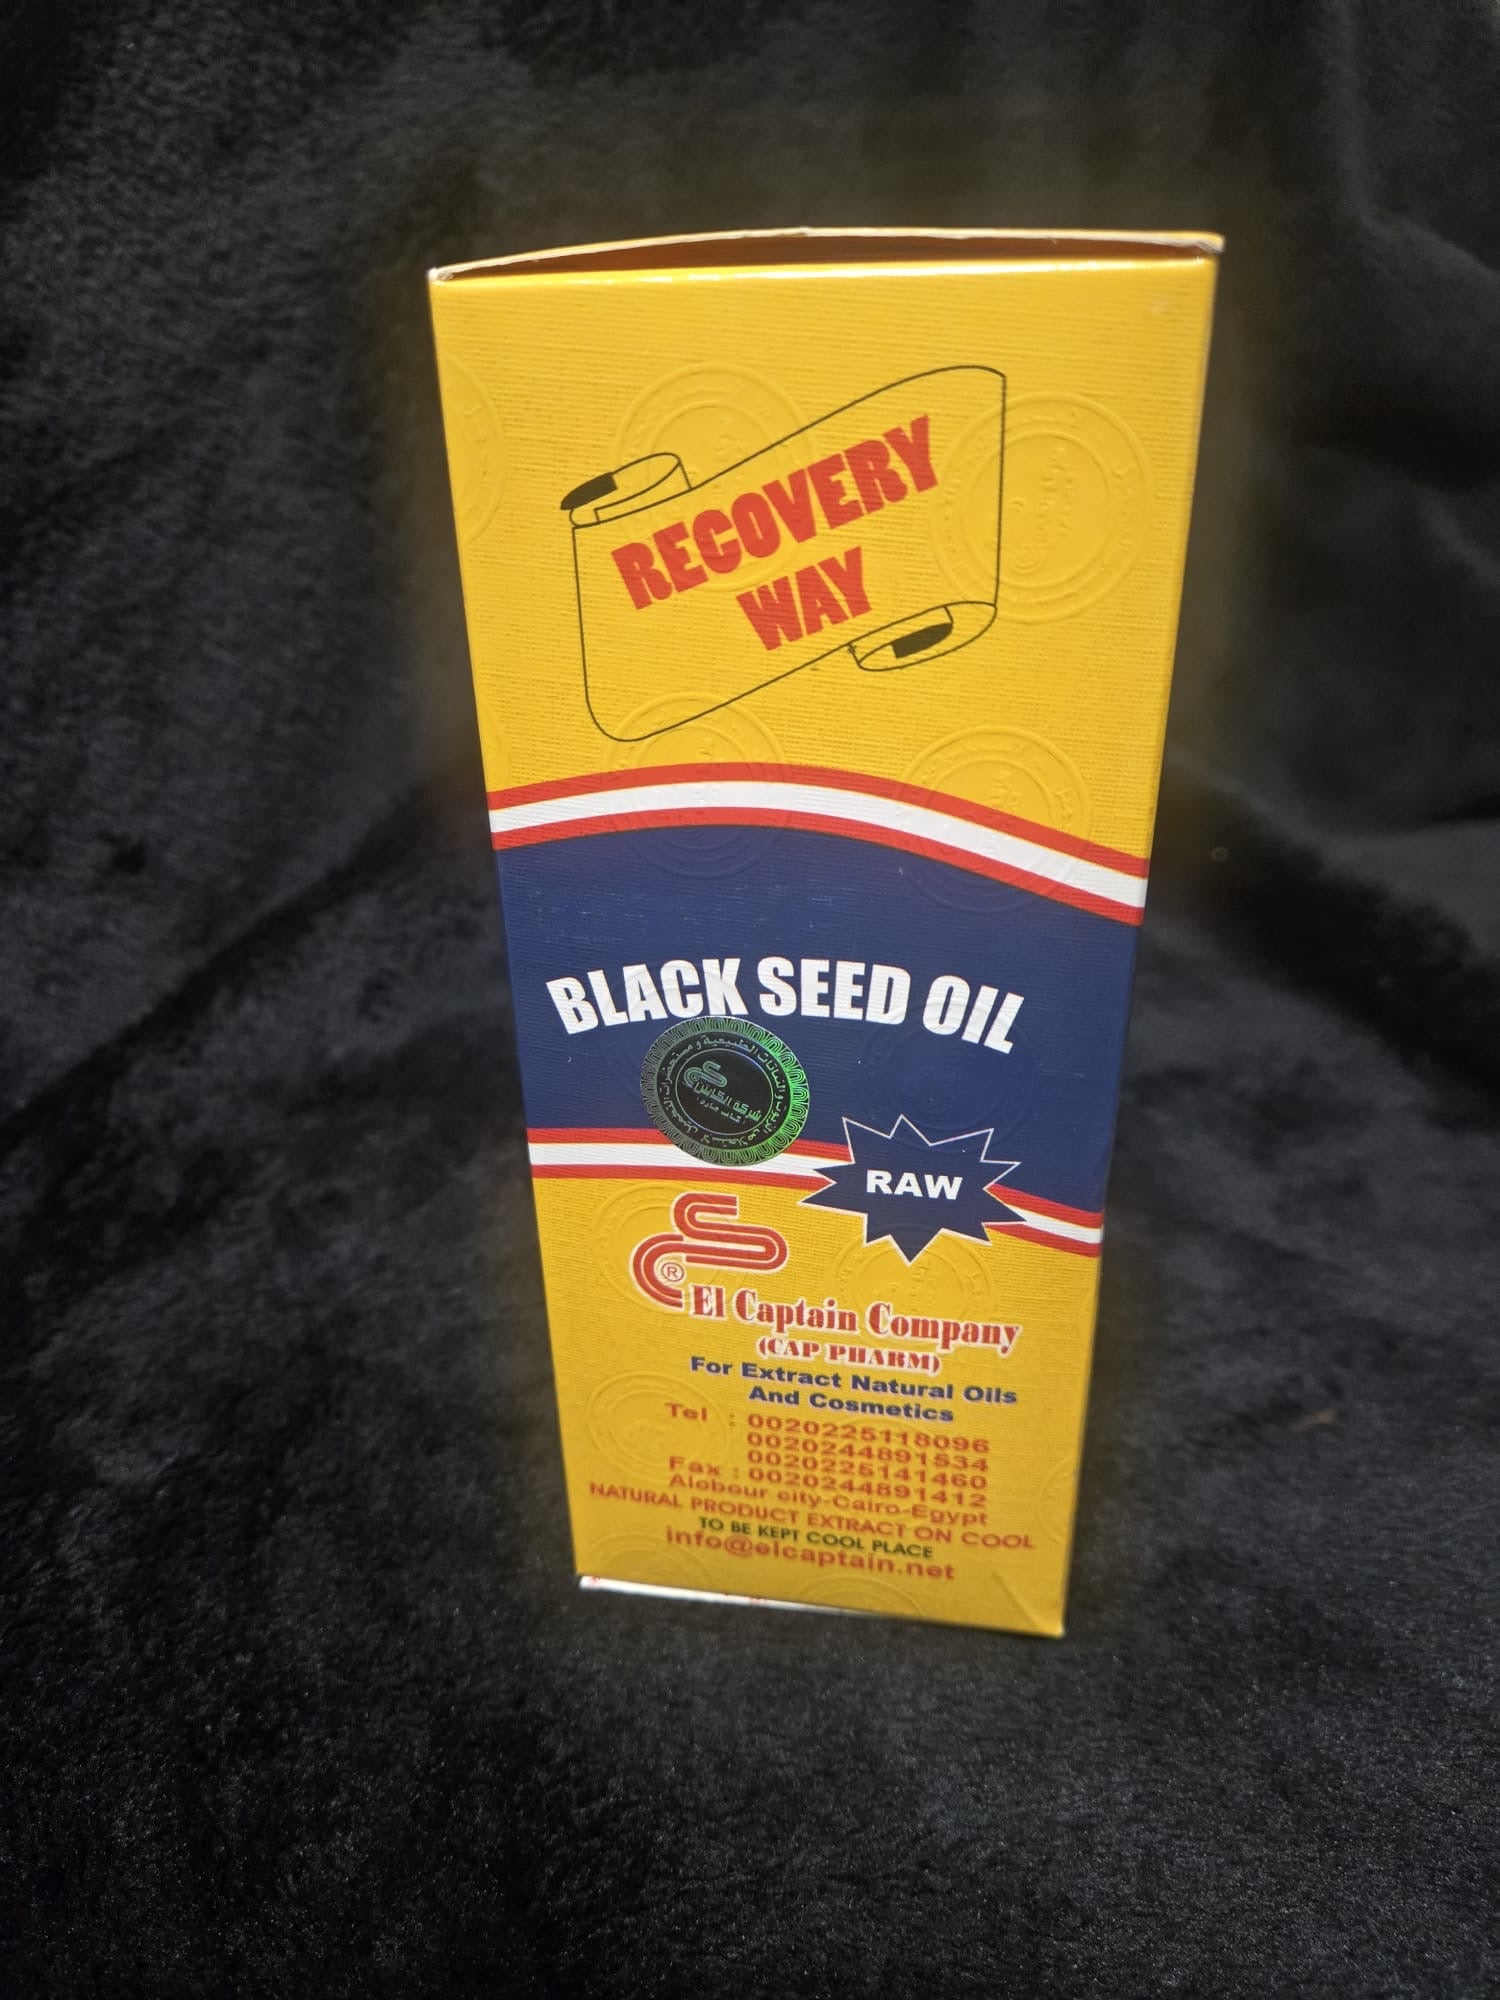 RECOVERY
WAY
BLACK SEED OIL
شركة الكابتن
RAW
®
El Captain Company
(CAP PHARM)
For Extract Natural Oils
And Cosmetics
Tel : 0020225118096
0020244891534
0020225141460
Fax : 0020244891412
Alobour city-Cairo-Egypt
NATURAL PRODUCT EXTRACT ON COOL
TO BE KEPT COOL PLACE
info@elcaptain.net